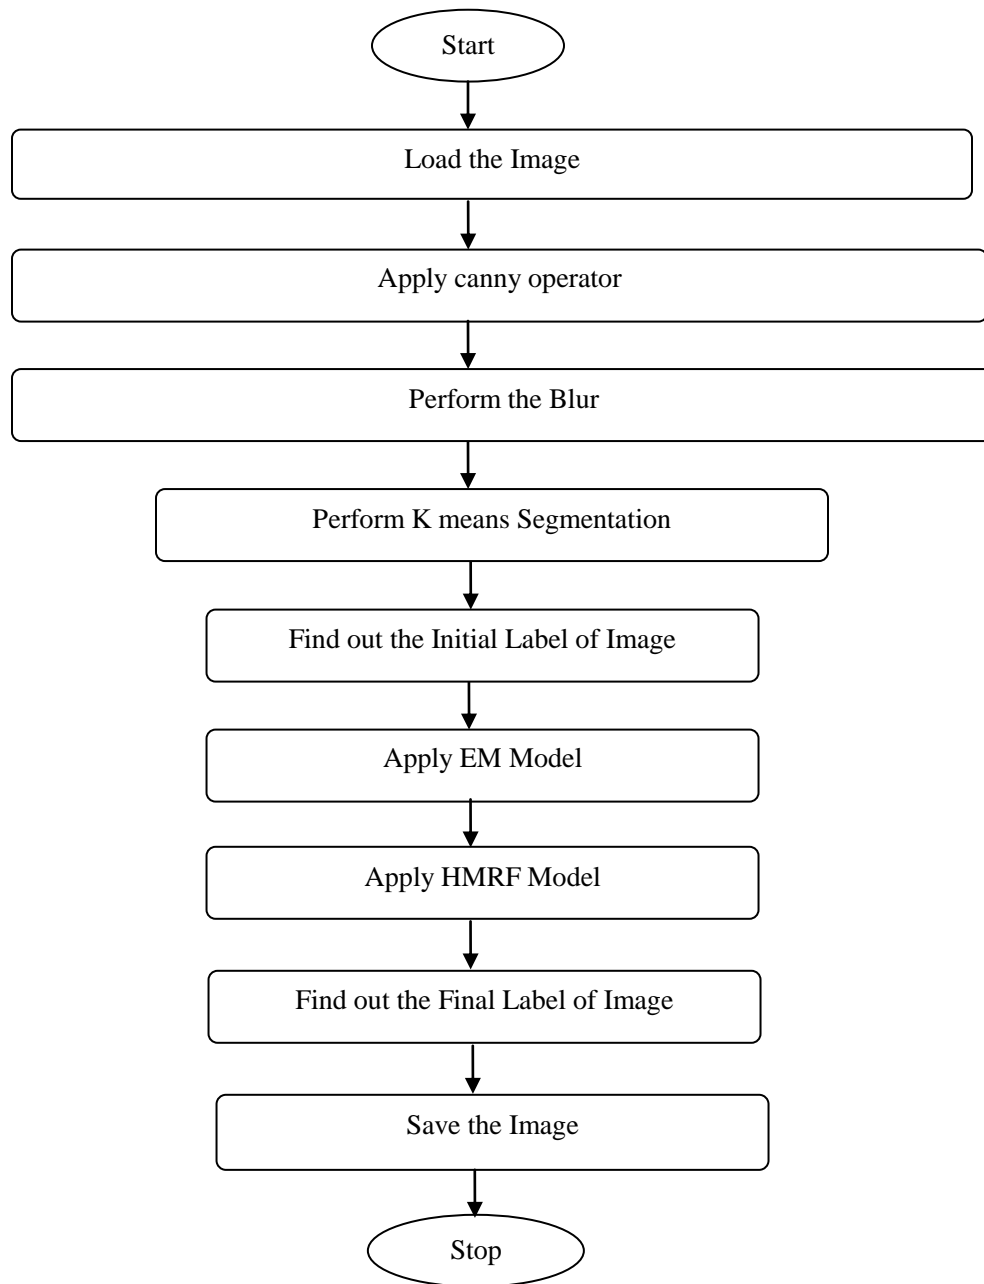 Start
Load the Image
Apply canny operator
Perform the Blur
Perform K means Segmentation
Find out the Initial Label of Image
Apply EM Model
Apply HMRF Model
Find out the Final Label of Image
Save the Image
Stop